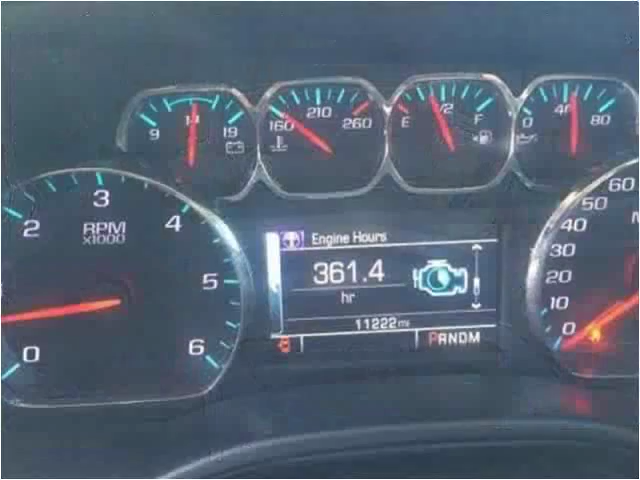 9 14 19
160 210 260
E 1/2 F
0 40 80
0 2 3 4 5 6
RPM
x1000
Engine Hours
361.4
hr
11222 mi
PRNDM
0 10 20 30 40 50 60